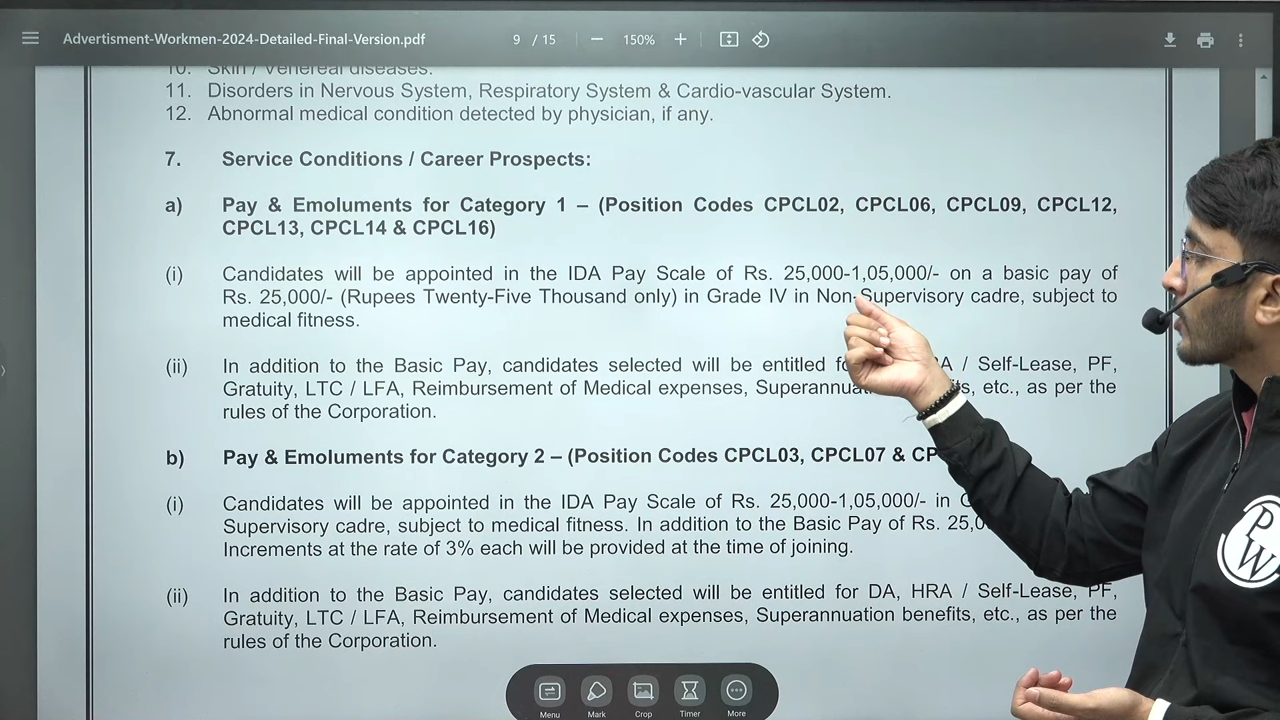 Advertisment-Workmen-2024-Detailed-Final-Version.pdf
9 / 15
150%
10. Skin / Venereal diseases.
11. Disorders in Nervous System, Respiratory System & Cardio-vascular System.
12. Abnormal medical condition detected by physician, if any.
7. Service Conditions / Career Prospects:
a) Pay & Emoluments for Category 1 – (Position Codes CPCL02, CPCL06, CPCL09, CPCL12,
CPCL13, CPCL14 & CPCL16)
(i) Candidates will be appointed in the IDA Pay Scale of Rs. 25,000-1,05,000/- on a basic pay of
Rs. 25,000/- (Rupees Twenty-Five Thousand only) in Grade IV in Non-Supervisory cadre, subject to
medical fitness.
(ii) In addition to the Basic Pay, candidates selected will be entitled / Self-Lease, PF,
Gratuity, LTC / LFA, Reimbursement of Medical expenses, etc., as per the
rules of the Corporation.
b) Pay & Emoluments for Category 2 – (Position Codes CPCL03, CPCL07 &
(i) Candidates will be appointed in the IDA Pay Scale of Rs. 25,000-1,05,000/- in
Supervisory cadre, subject to medical fitness. In addition to the Basic Pay of Rs.
Increments at the rate of 3% each will be provided at the time of joining.
(ii) In addition to the Basic Pay, candidates selected will be entitled for DA, HRA / Self-Lease, PF,
Gratuity, LTC / LFA, Reimbursement of Medical expenses, Superannuation benefits, etc., as per the
rules of the Corporation.
PW
Menu Mark Crop Timer More